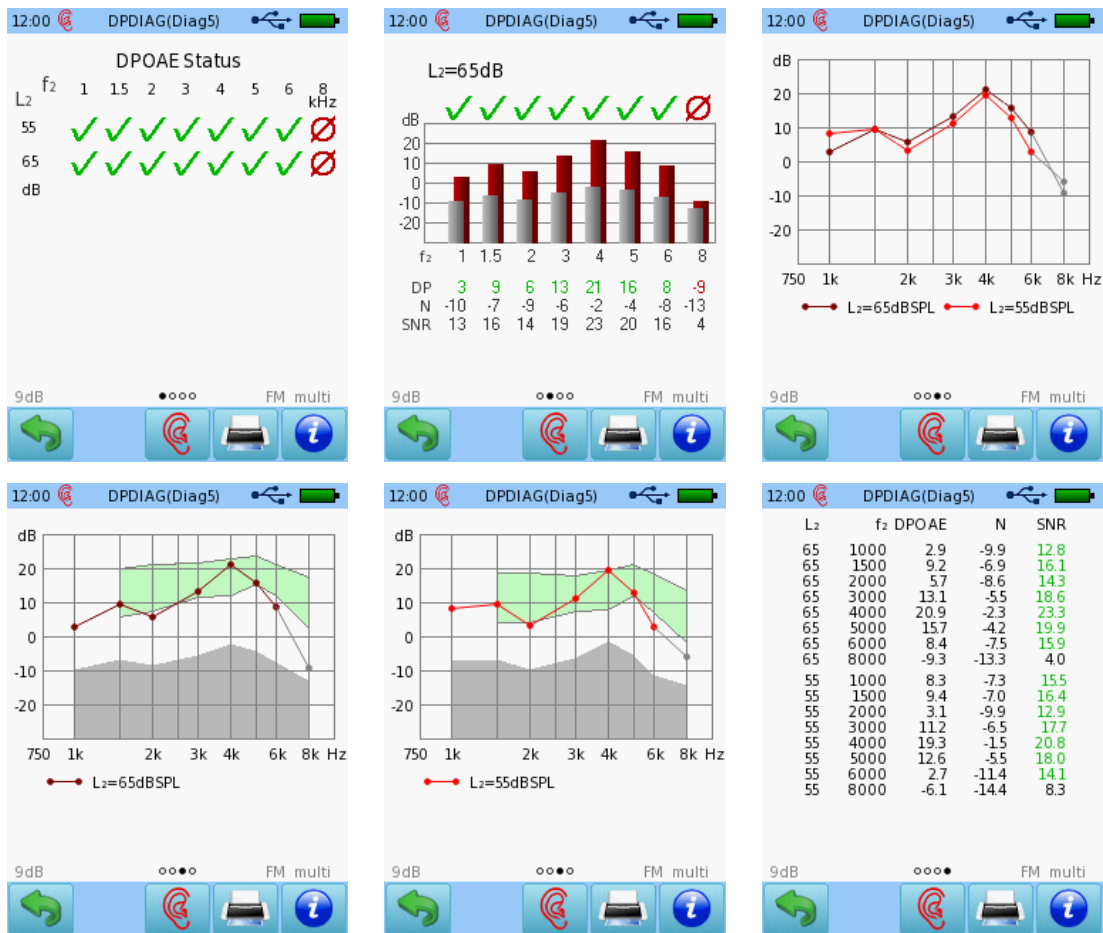 12:00 DPDIAG(Diag5)
DPOAE Status
f₂ 1 1.5 2 3 4 5 6 8
L₂ kHz
55
65
dB
9dB FM multi
12:00 DPDIAG(Diag5)
L₂=65dB
dB
20
10
0
-10
-20
f₂ 1 1.5 2 3 4 5 6 8
DP 3 9 6 13 21 16 8 -9
N -10 -7 -9 -6 -2 -4 -8 -13
SNR 13 16 14 19 23 20 16 4
9dB FM multi
12:00 DPDIAG(Diag5)
dB
20
10
0
-10
-20
750 1k 2k 3k 4k 6k 8k Hz
L₂=65dBSPL L₂=55dBSPL
9dB FM multi
12:00 DPDIAG(Diag5)
dB
20
10
0
-10
-20
750 1k 2k 3k 4k 6k 8k Hz
L₂=65dBSPL
9dB FM multi
12:00 DPDIAG(Diag5)
dB
20
10
0
-10
-20
750 1k 2k 3k 4k 6k 8k Hz
L₂=55dBSPL
9dB FM multi
12:00 DPDIAG(Diag5)
L₂ f₂ DPOAE N SNR
65 1000 2.9 -9.9 12.8
65 1500 9.2 -6.9 16.1
65 2000 5.7 -8.6 14.3
65 3000 13.1 -5.5 18.6
65 4000 20.9 -2.3 23.3
65 5000 15.7 -4.2 19.9
65 6000 8.4 -7.5 15.9
65 8000 -9.3 -13.3 4.0
55 1000 8.3 -7.3 15.5
55 1500 9.4 -7.0 16.4
55 2000 3.1 -9.9 12.9
55 3000 11.2 -6.5 17.7
55 4000 19.3 -1.5 20.8
55 5000 12.6 -5.5 18.0
55 6000 2.7 -11.4 14.1
55 8000 -6.1 -14.4 8.3
9dB FM multi